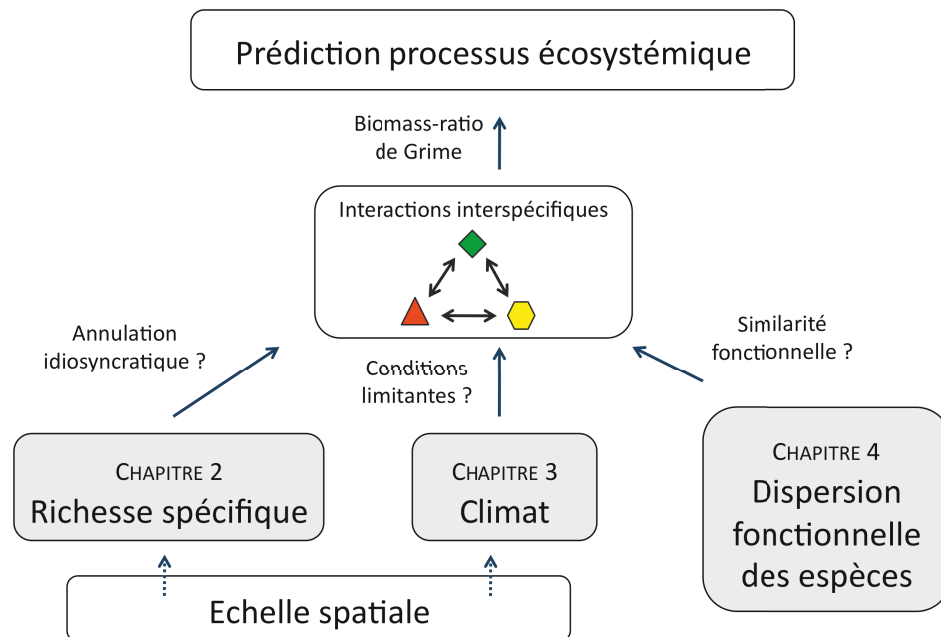 Prédiction processus écosystémique
Biomass-ratio
de Grime
Interactions interspécifiques
Annulation
idiosyncratique ?
Conditions
limitantes ?
Similarité
fonctionnelle ?
CHAPITRE 2
Richesse spécifique
CHAPITRE 3
Climat
CHAPITRE 4
Dispersion
fonctionnelle
des espèces
Echelle spatiale